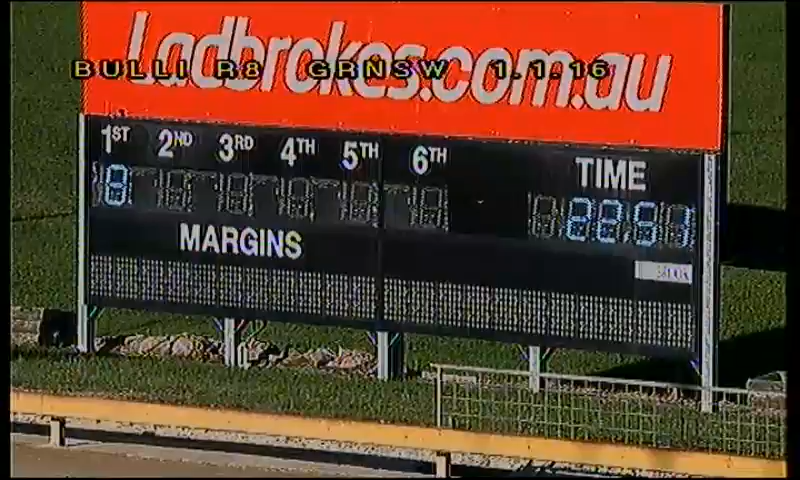 Ladbrokes.com.au
BULLI R8 GRNSW 1.1.16
1ST 2ND 3RD 4TH 5TH 6TH TIME
8 22.51
MARGINS